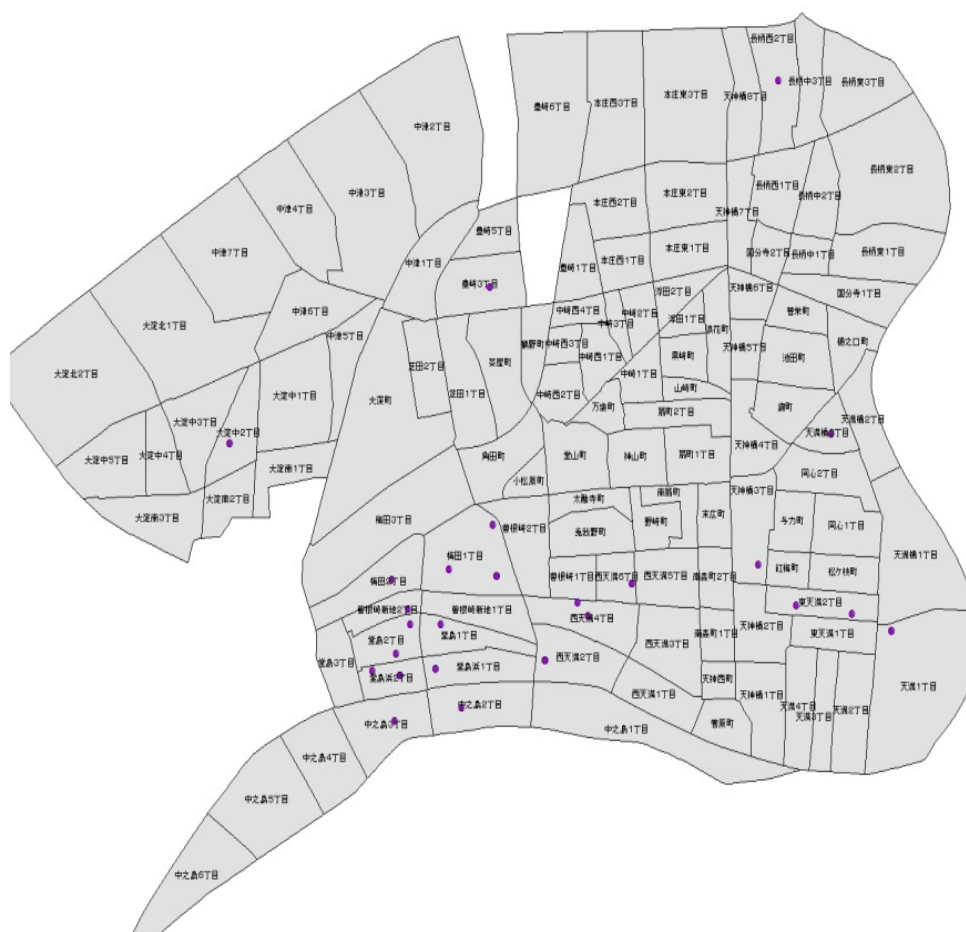 長柄西2丁目
中津2丁目
豊崎6丁目
本庄西3丁目
本庄東3丁目
天神橋8丁目
長柄中3丁目
長柄東3丁目
中津3丁目
中津4丁目
中津7丁目
本庄西2丁目
本庄東2丁目
天神橋7丁目
長柄西1丁目
長柄中2丁目
長柄東2丁目
豊崎5丁目
中津1丁目
豊崎1丁目
本庄西1丁目
本庄東1丁目
国分寺2丁目
長柄中1丁目
長柄東1丁目
豊崎3丁目
浮田2丁目
天神橋6丁目
国分寺1丁目
中津6丁目
大淀北1丁目
中津5丁目
中崎西4丁目
中崎3丁目
中崎2丁目
浮田1丁目
浪花町
菅栄町
樋之口町
鶴野町
中崎西3丁目
中崎西1丁目
黒崎町
天神橋5丁目
池田町
大淀北2丁目
芝田2丁目
茶屋町
芝田1丁目
中崎1丁目
山崎町
大淀中1丁目
大深町
中崎西2丁目
万歳町
扇町2丁目
錦町
天満橋2丁目
大淀中3丁目
大淀中2丁目
天満橋3丁目
大淀中5丁目
大淀中4丁目
角田町
堂山町
神山町
扇町1丁目
天神橋4丁目
大淀南1丁目
小松原町
同心2丁目
大淀南2丁目
太融寺町
南扇町
天神橋3丁目
大淀南3丁目
梅田3丁目
曽根崎2丁目
兎我野町
野崎町
末広町
与力町
同心1丁目
梅田1丁目
天満橋1丁目
梅田2丁目
曽根崎1丁目
西天満6丁目
西天満5丁目
南森町2丁目
紅梅町
松ケ枝町
曽根崎新地2丁目
曽根崎新地1丁目
西天満4丁目
東天満2丁目
堂島2丁目
堂島1丁目
西天満3丁目
南森町1丁目
天神橋2丁目
東天満1丁目
堂島3丁目
堂島浜2丁目
堂島浜1丁目
西天満2丁目
天神西町
天満1丁目
西天満1丁目
天神橋1丁目
天満4丁目
天満3丁目
天満2丁目
中之島3丁目
中之島2丁目
中之島1丁目
菅原町
中之島4丁目
中之島5丁目
中之島6丁目